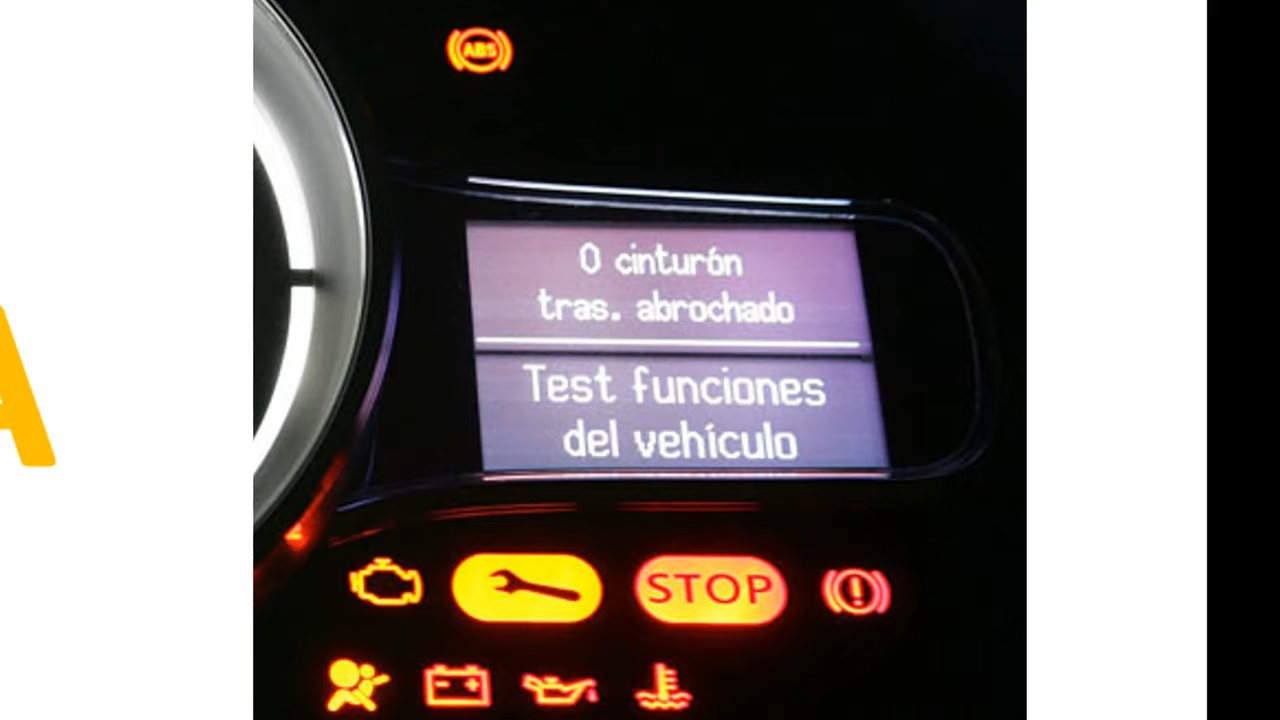 ABS
0 cinturón
tras. abrochado
Test funciones
del vehículo
STOP
A